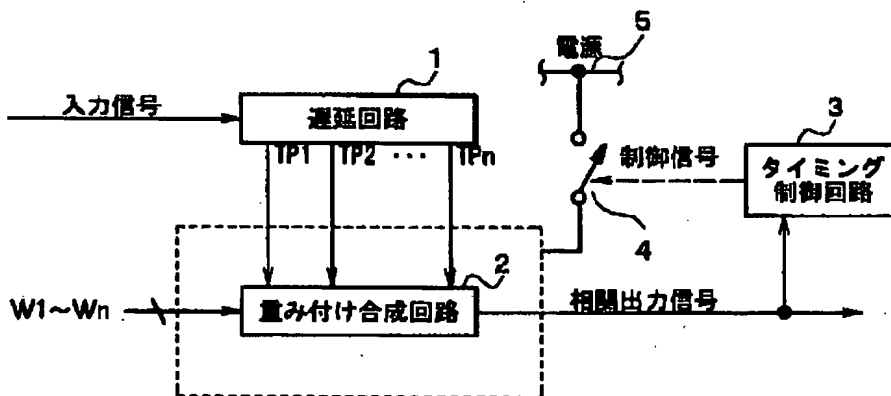 5
電源
1
入力信号
遅延回路
TP1 TP2 ... TPn
制御信号
3
タイミング
制御回路
4
2
W1～Wn
重み付け合成回路
相関出力信号